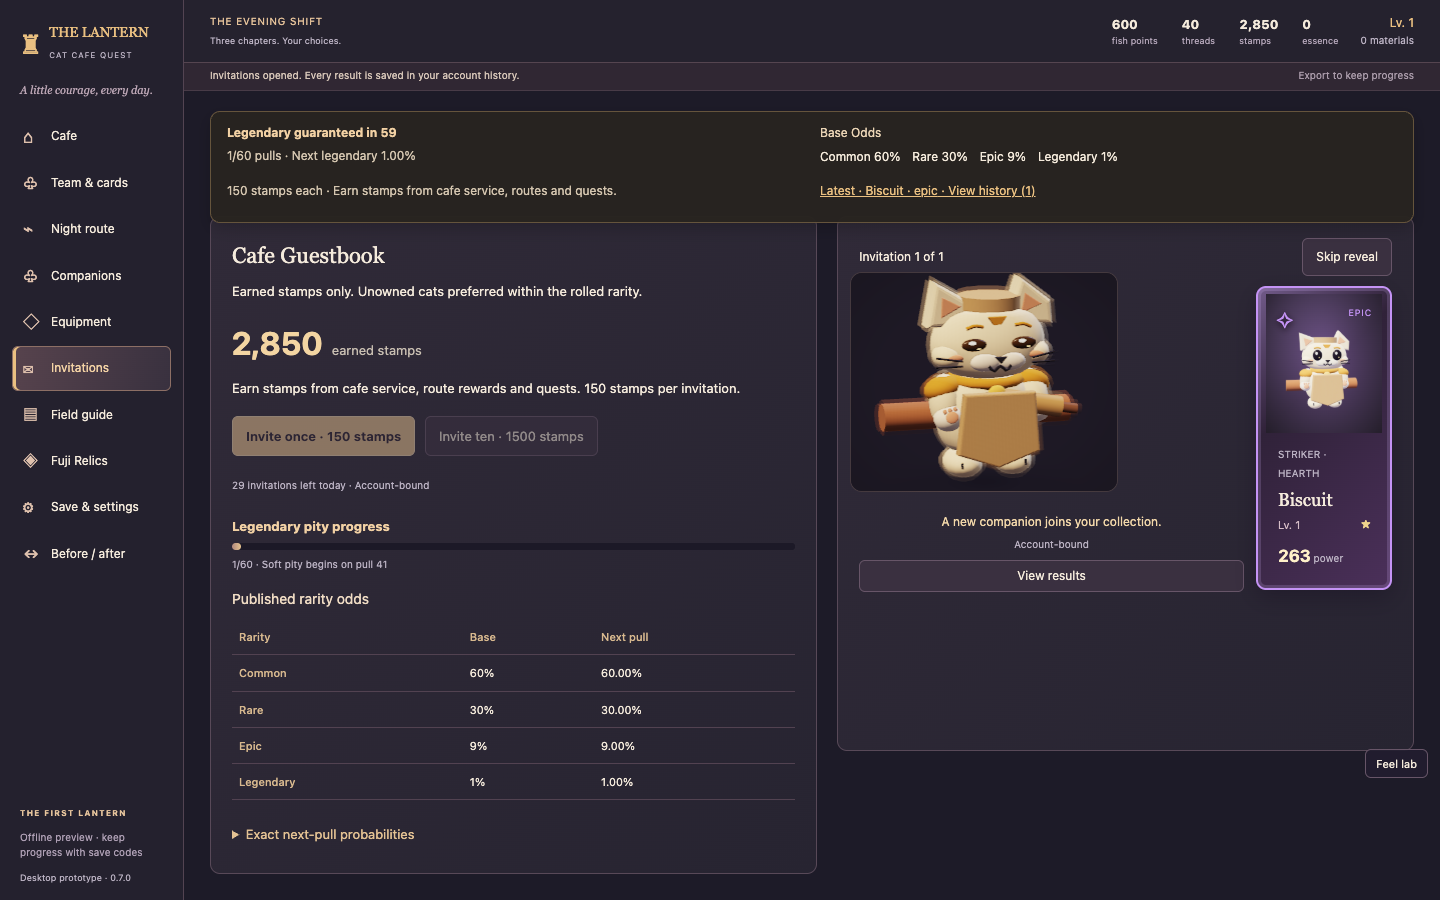 THE LANTERN
CAT CAFE QUEST
A little courage, every day.
Cafe
Team & cards
Night route
Companions
Equipment
Invitations
Field guide
Fuji Relics
Save & settings
Before / after
THE FIRST LANTERN
Offline preview · keep
progress with save codes
Desktop prototype · 0.7.0
THE EVENING SHIFT
Three chapters. Your choices.
600
fish points
40
threads
2,850
stamps
0
essence
Lv. 1
0 materials
Invitations opened. Every result is saved in your account history.
Export to keep progress
Legendary guaranteed in 59
1/60 pulls · Next legendary 1.00%
150 stamps each · Earn stamps from cafe service, routes and quests.
Base Odds
Common 60% Rare 30% Epic 9% Legendary 1%
Latest · Biscuit · epic · View history (1)
Cafe Guestbook
Earned stamps only. Unowned cats preferred within the rolled rarity.
2,850 earned stamps
Earn stamps from cafe service, route rewards and quests. 150 stamps per invitation.
Invite once · 150 stamps
Invite ten · 1500 stamps
29 invitations left today · Account-bound
Legendary pity progress
1/60 · Soft pity begins on pull 41
Published rarity odds
Rarity Base Next pull
Common 60% 60.00%
Rare 30% 30.00%
Epic 9% 9.00%
Legendary 1% 1.00%
Exact next-pull probabilities
Invitation 1 of 1
Skip reveal
A new companion joins your collection.
Account-bound
View results
EPIC
STRIKER ·
HEARTH
Biscuit
Lv. 1
263 power
Feel lab